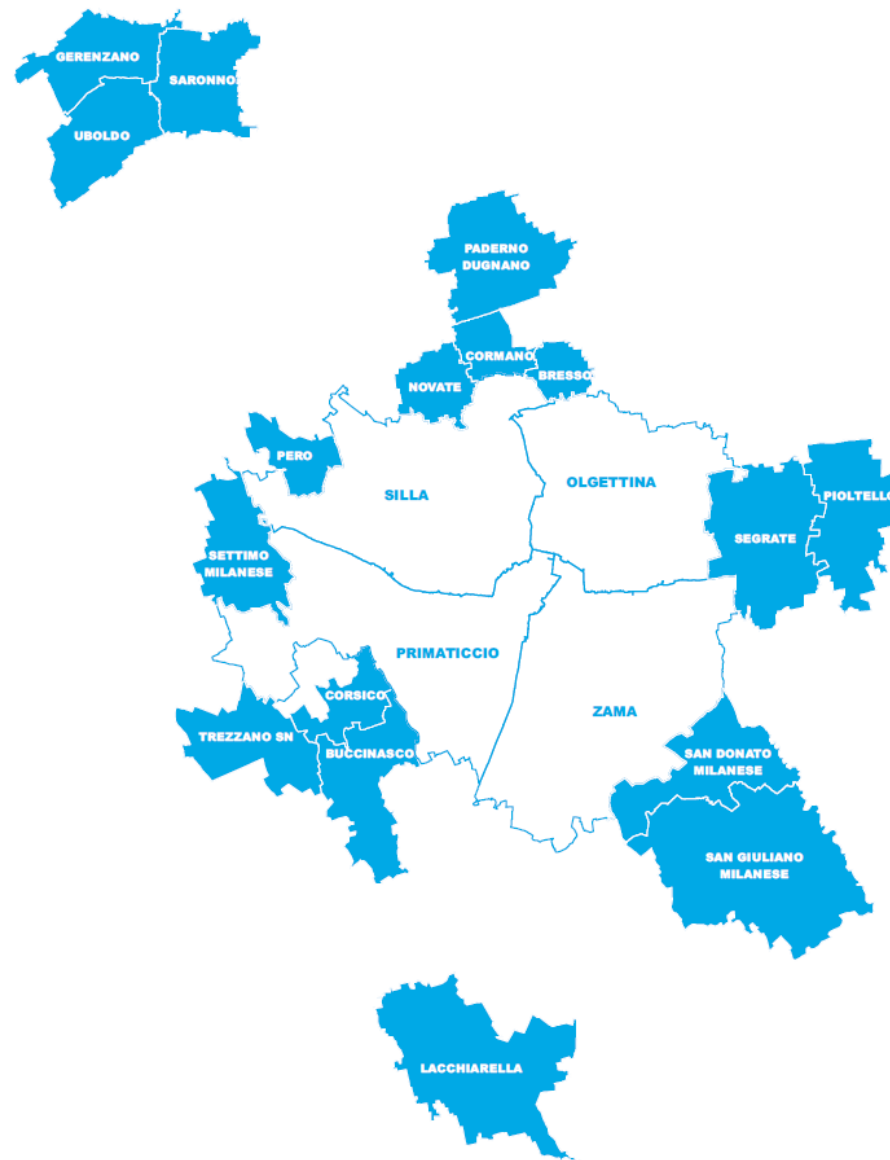 GERENZANO
SARONNO
UBOLDO
PADERNO
DUGNANO
CORMANO
BRESSO
NOVATE
PERO
SILLA
OLGETTINA
PIOLTELLO
SEGRATE
SETTIMO
MILANESE
PRIMATICCIO
CORSICO
ZAMA
TREZZANO SN
BUCCINASCO
SAN DONATO
MILANESE
SAN GIULIANO
MILANESE
LACCHIARELLA